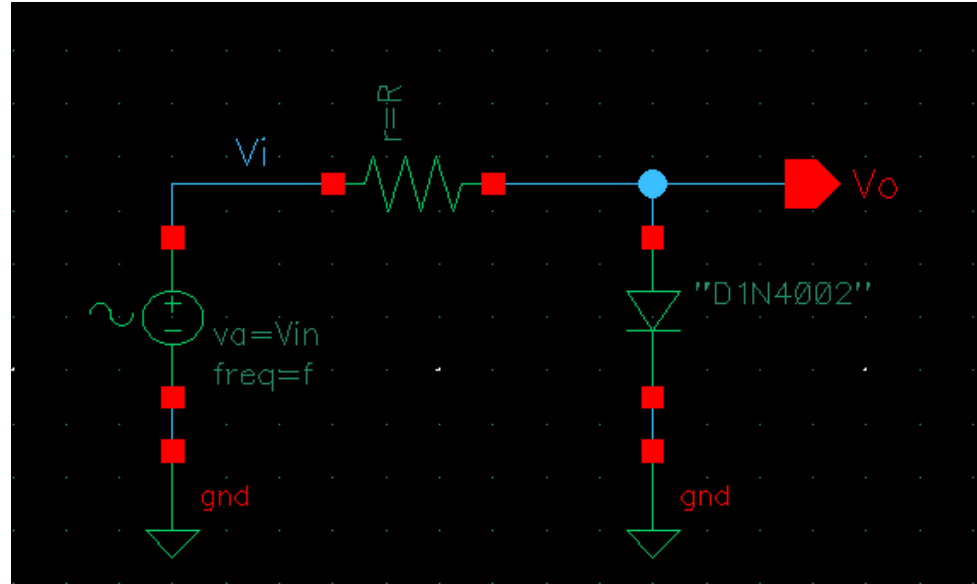 r=R
Vi
Vo
"D1N4002"
va=Vin
freq=f
gnd
gnd